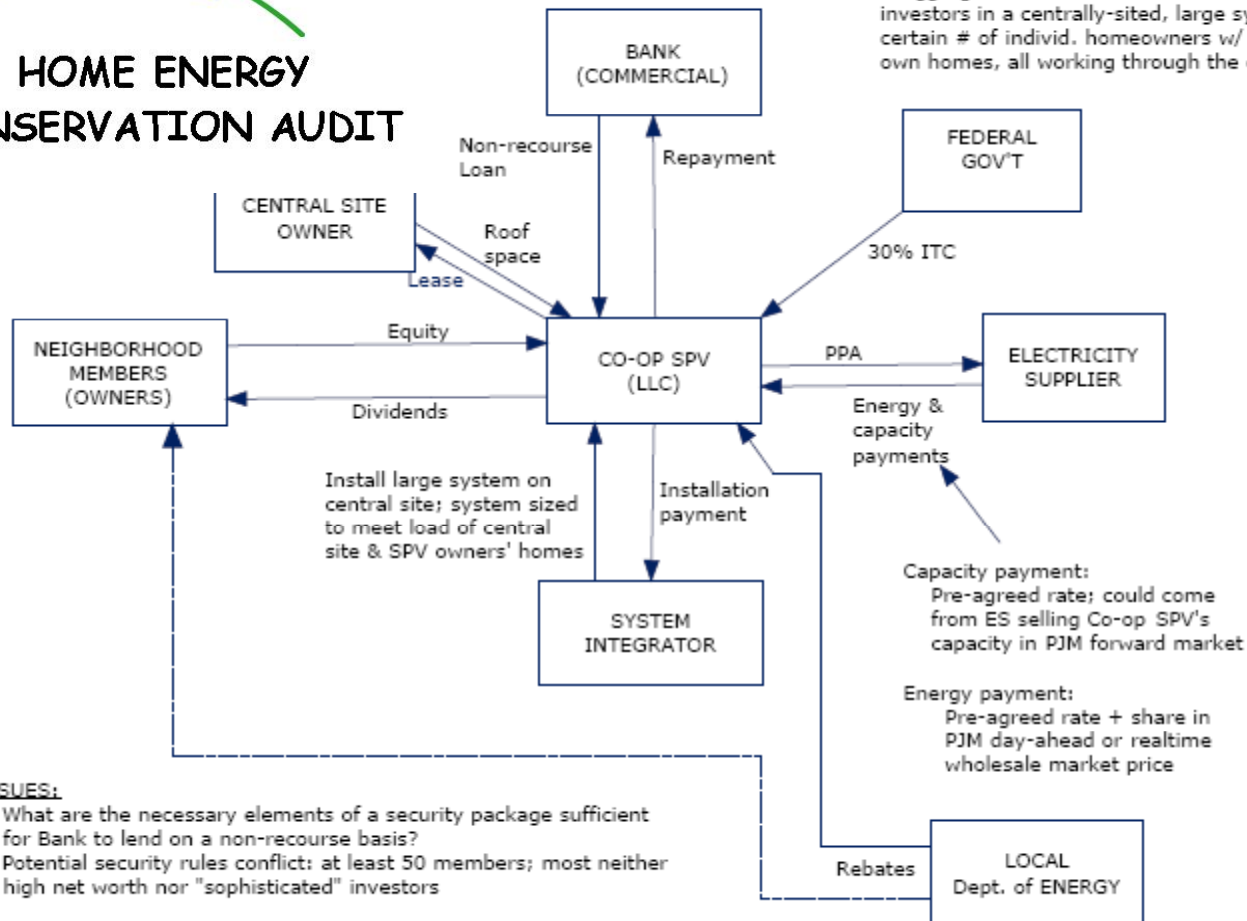 investors in a centrally-sited, large
certain # of individ. homeowners w/
own homes, all working through the
HOME ENERGY
AUDIT
BANK
(COMMERCIAL)
FEDERAL
GOV'T
Non-recourse
Loan
Repayment
CENTRAL SITE
OWNER
Roof
space
Lease
30% ITC
NEIGHBORHOOD
MEMBERS
(OWNERS)
Equity
Dividends
CO-OP SPV
(LLC)
PPA
ELECTRICITY
SUPPLIER
Energy &
capacity
payments
Install large system on
central site; system sized
to meet load of central
site & SPV owners' homes
Installation
payment
SYSTEM
INTEGRATOR
Capacity payment:
Pre-agreed rate; could come
from ES selling Co-op SPV's
capacity in PJM forward market
Energy payment:
Pre-agreed rate + share in
PJM day-ahead or realtime
wholesale market price
SUES:
What are the necessary elements of a security package sufficient
for Bank to lend on a non-recourse basis?
Potential security rules conflict: at least 50 members; most neither
high net worth nor "sophisticated" investors
Rebates
LOCAL
Dept. of ENERGY